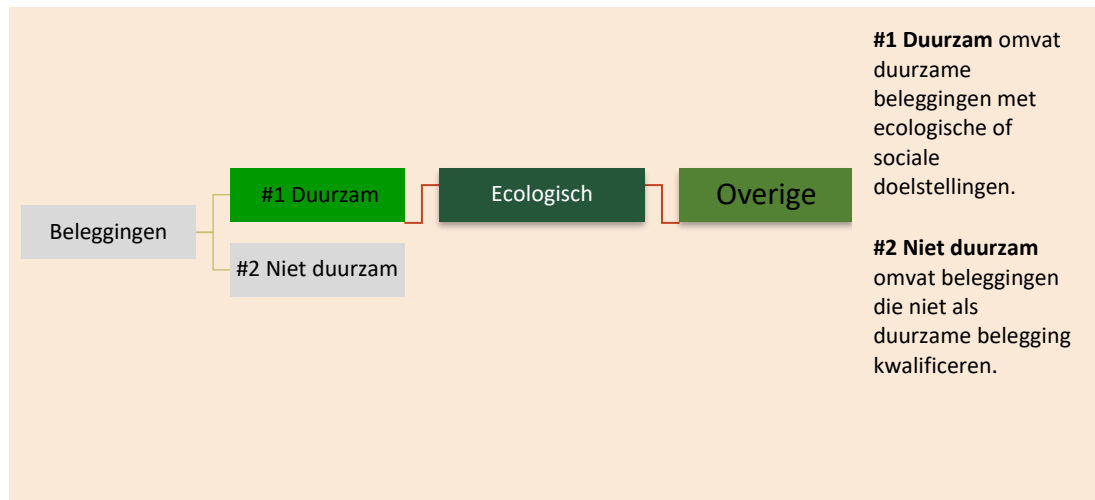 Beleggingen
#1 Duurzam
#2 Niet duurzam
Ecologisch
Overige
#1 Duurzam omvat
duurzame
beleggingen met
ecologische of
sociale
doelstellingen.
#2 Niet duurzam
omvat beleggingen
die niet als
duurzame belegging
kwalificeren.